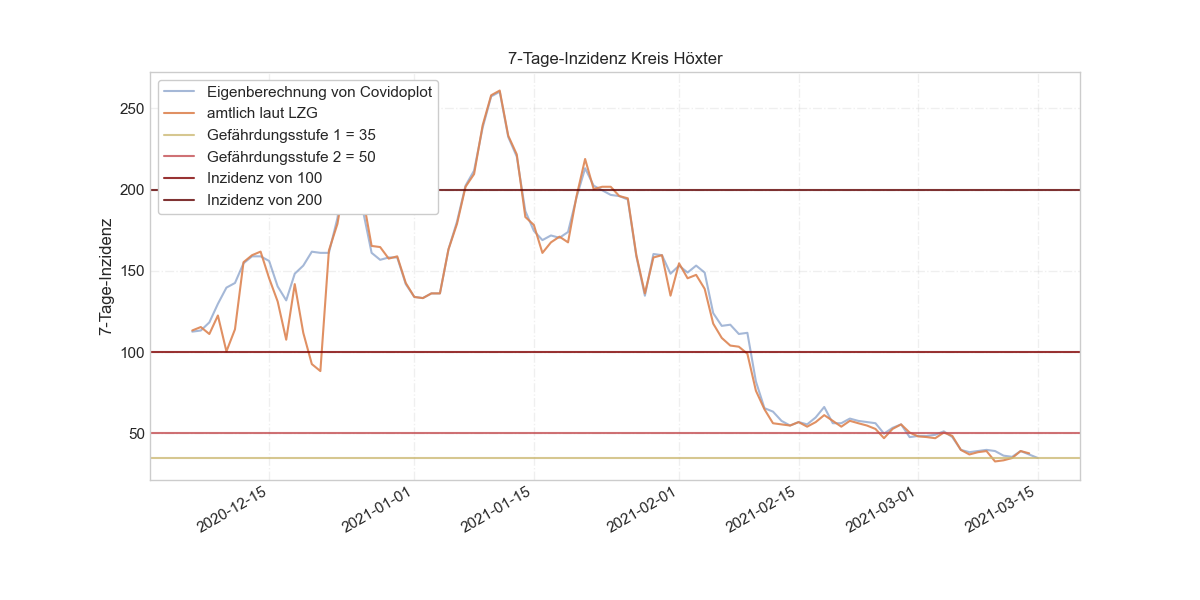 7-Tage-Inzidenz Kreis Höxter
Eigenberechnung von Covidoplot
amtlich laut LZG
Gefährdungsstufe 1 = 35
Gefährdungsstufe 2 = 50
Inzidenz von 100
Inzidenz von 200
7-Tage-Inzidenz
250
200
150
100
50
2020-12-15
2021-01-01
2021-01-15
2021-02-01
2021-02-15
2021-03-01
2021-03-15